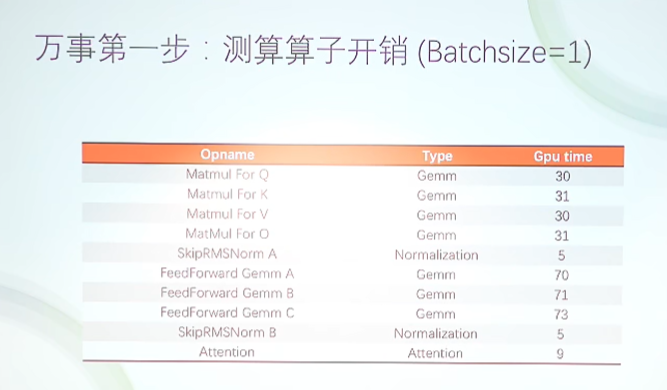 万事第一步：测算算子开销 (Batchsize=1)
Opname Type Gpu time
Matmul For Q Gemm 30
Matmul For K Gemm 31
Matmul For V Gemm 30
MatMul For O Gemm 31
SkipRMSNorm A Normalization 5
FeedForward Gemm A Gemm 70
FeedForward Gemm B Gemm 71
FeedForward Gemm C Gemm 73
SkipRMSNorm B Normalization 5
Attention Attention 9